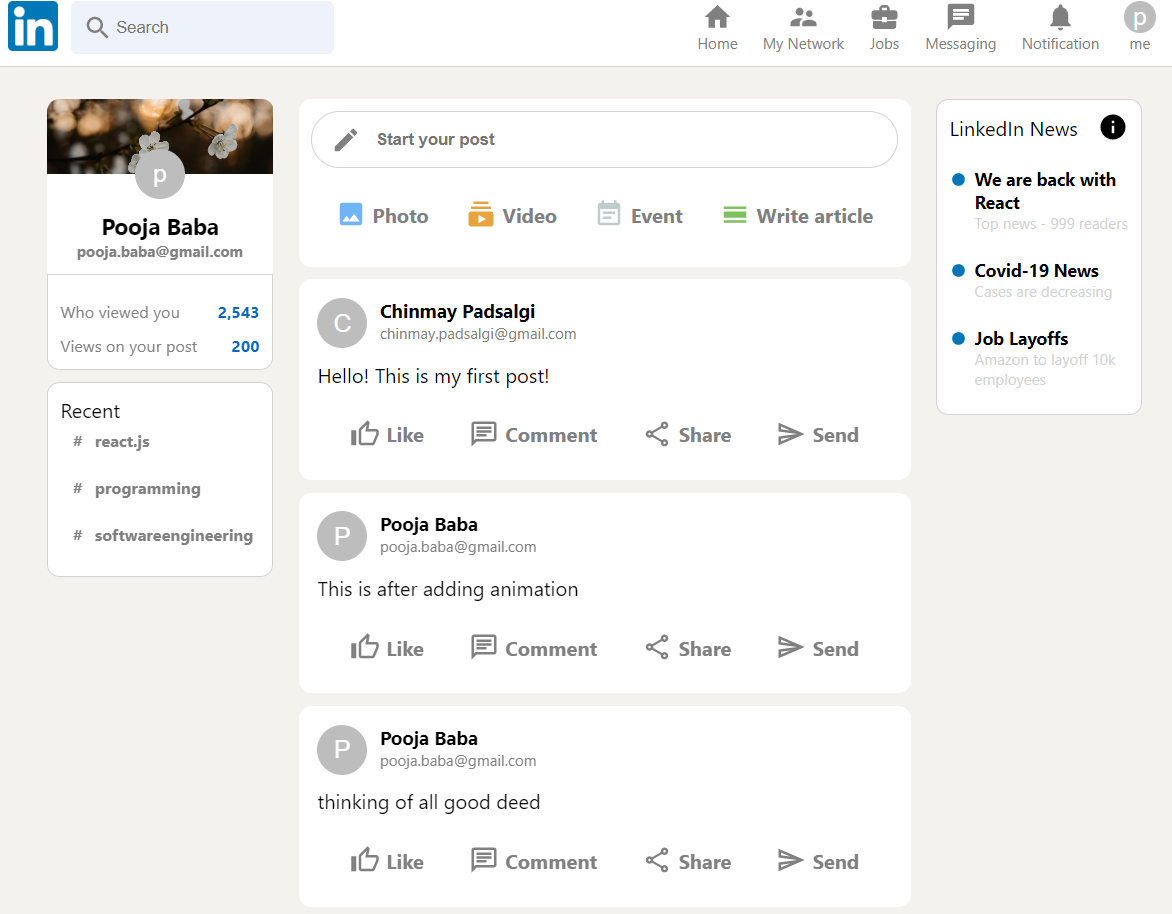 in
Search
Home
My Network
Jobs
Messaging
Notification
p
me
p
Pooja Baba
pooja.baba@gmail.com
Who viewed you 2,543
Views on your post 200
Recent
# react.js
# programming
# softwareengineering
Start your post
Photo Video Event Write article
C
Chinmay Padsalgi
chinmay.padsalgi@gmail.com
Hello! This is my first post!
Like Comment Share Send
P
Pooja Baba
pooja.baba@gmail.com
This is after adding animation
Like Comment Share Send
P
Pooja Baba
pooja.baba@gmail.com
thinking of all good deed
Like Comment Share Send
LinkedIn News
We are back with
React
Top news - 999 readers
Covid-19 News
Cases are decreasing
Job Layoffs
Amazon to layoff 10k
employees